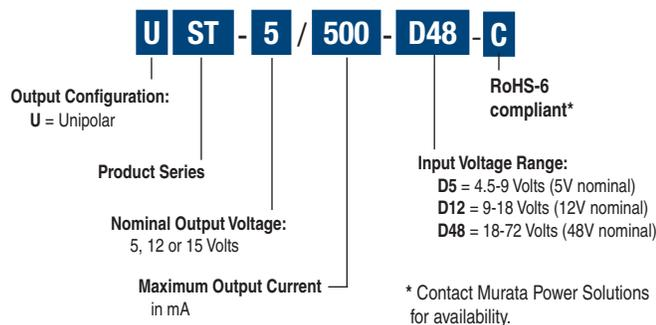 U ST - 5 / 500 - D48 - C
Output Configuration:
U = Unipolar
RoHS-6
compliant*
Product Series
Input Voltage Range:
D5 = 4.5-9 Volts (5V nominal)
D12 = 9-18 Volts (12V nominal)
D48 = 18-72 Volts (48V nominal)
Nominal Output Voltage:
5, 12 or 15 Volts
Maximum Output Current
in mA
* Contact Murata Power Solutions
for availability.